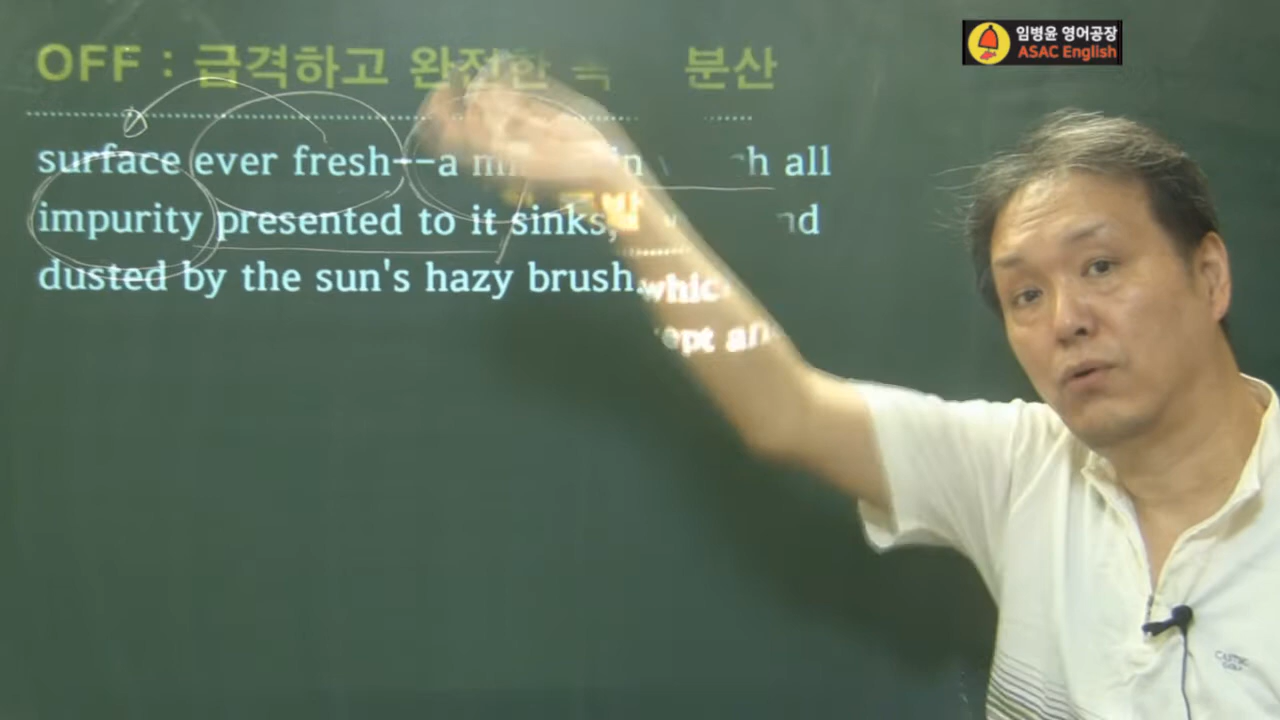 임병윤 영어공장
ASAC English
OFF : 급격하고 완전한 분산
surface ever fresh--a in all
impurity presented to it sinks,
dusted by the sun's hazy brush.